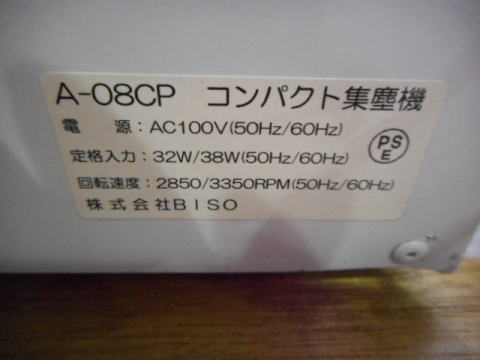 A-08CP コンパクト集塵機
電　　源：AC100V(50Hz/60Hz)
定格入力：32W/38W(50Hz/60Hz)
回転速度：2850/3350RPM(50Hz/60Hz)
株式会社BISO
PS
E